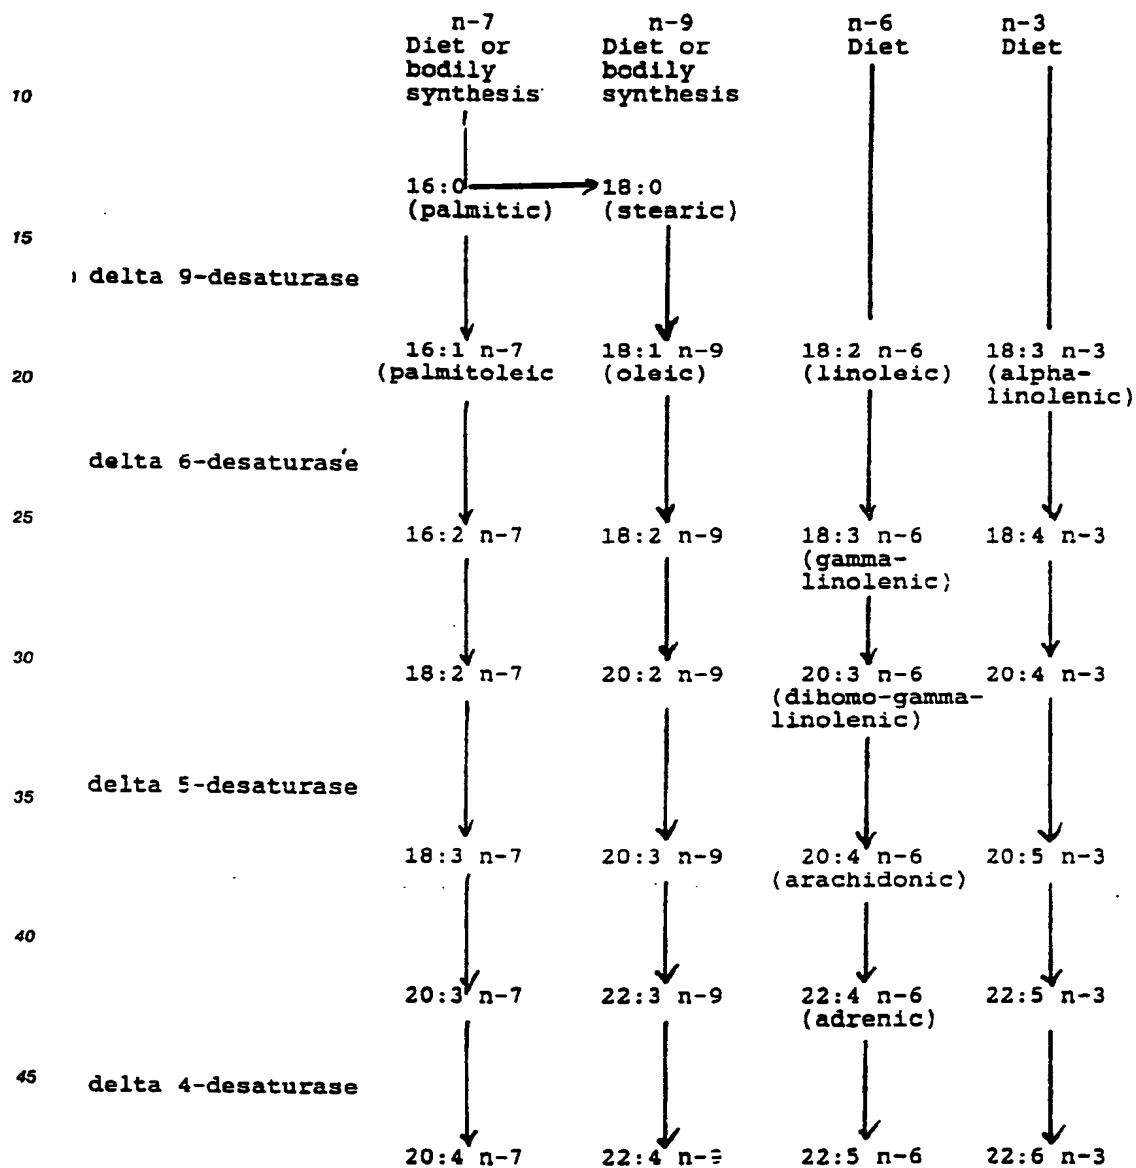 n-7 n-9 n-6 n-3
Diet or Diet or Diet Diet
bodily bodily
10 synthesis synthesis
16:0 18:0
(palmitic) (stearic)
15
delta 9-desaturase
16:1 n-7 18:1 n-9 18:2 n-6 18:3 n-3
20 (palmitoleic (oleic) (linoleic) (alpha-
linolenic)
delta 6-desaturase
25
16:2 n-7 18:2 n-9 18:3 n-6 18:4 n-3
(gamma-
linolenic)
30
18:2 n-7 20:2 n-9 20:3 n-6 20:4 n-3
(dihomo-gamma-
linolenic)
35 delta 5-desaturase
18:3 n-7 20:3 n-9 20:4 n-6 20:5 n-3
(arachidonic)
40
20:3 n-7 22:3 n-9 22:4 n-6 22:5 n-3
(adrenic)
45 delta 4-desaturase
20:4 n-7 22:4 n-9 22:5 n-6 22:6 n-3